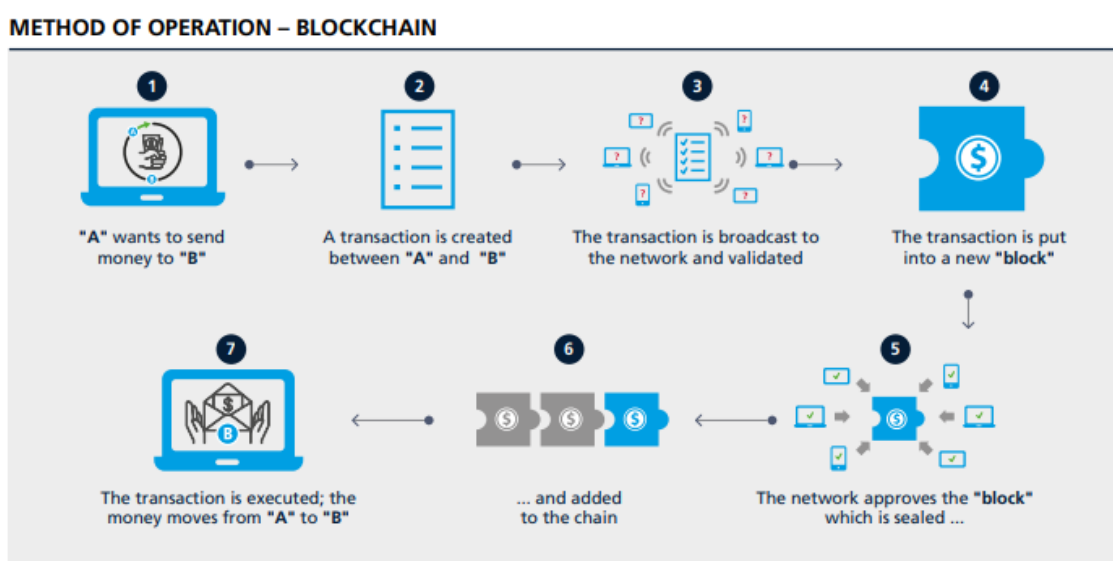 METHOD OF OPERATION – BLOCKCHAIN
1
2
3
4
A
B
?
?
?
?
?
?
$
"A" wants to send
money to "B"
A transaction is created
between "A" and "B"
The transaction is broadcast to
the network and validated
The transaction is put
into a new "block"
7
6
5
$
B
$
$
$
$
The transaction is executed; the
money moves from "A" to "B"
... and added
to the chain
The network approves the "block"
which is sealed ...